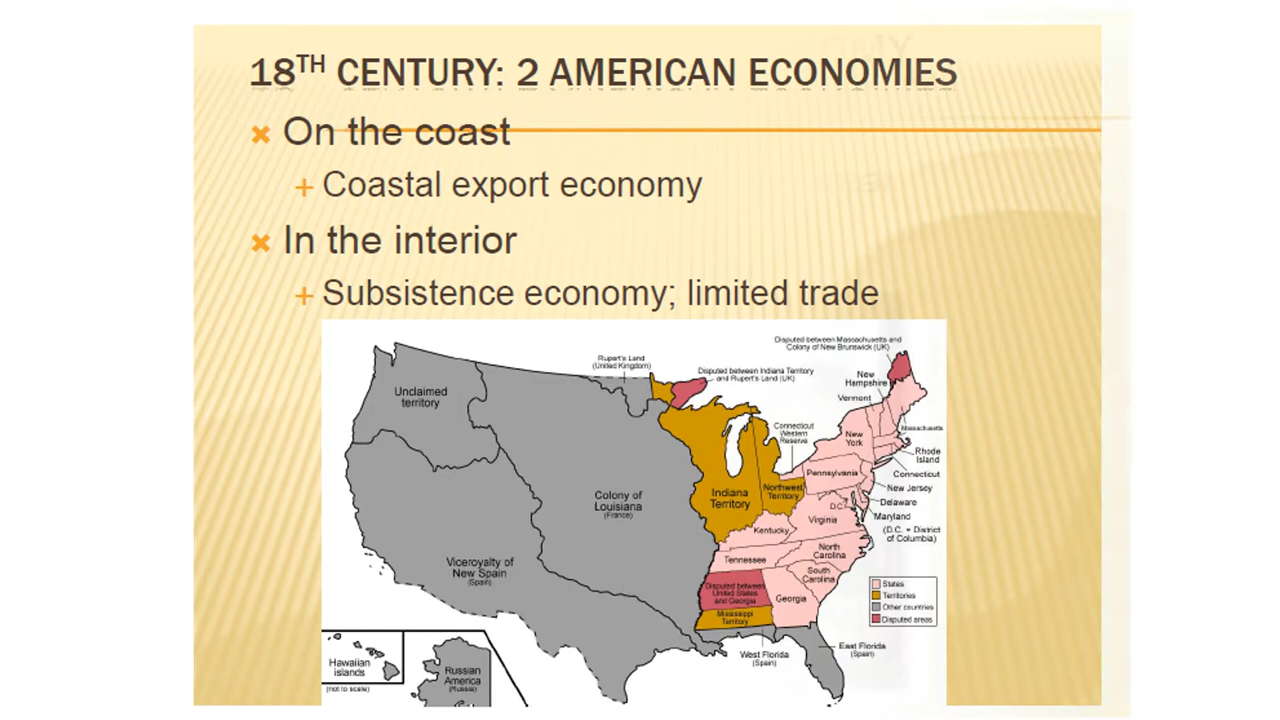 18TH CENTURY: 2 AMERICAN ECONOMIES
On the coast
Coastal export economy
In the interior
Subsistence economy; limited trade
Disputed between Massachusetts and
Colony of New Brunswick (UK)
Rupert's Land
(United Kingdom)
Disputed between Indiana Territory
and Rupert's Land (UK)
New
Hampshire
Vermont
Unclaimed
territory
Connecticut
Western
Reserve
New
York
Massachusetts
Rhode
Island
Connecticut
Pennsylvania
New Jersey
Delaware
Maryland
(D.C. = District
of Columbia)
Colony of
Louisiana
(France)
Indiana
Territory
Northwest
Territory
D.C.
Virginia
Kentucky
Viceroyalty of
New Spain
(Spain)
Tennessee
North
Carolina
South
Carolina
Disputed between
United States
and Georgia
Georgia
Mississippi
Territory
States
Territories
Other countries
Disputed areas
West Florida
(Spain)
East Florida
(Spain)
Hawaiian
islands
(not to scale)
Russian
America
(Russia)